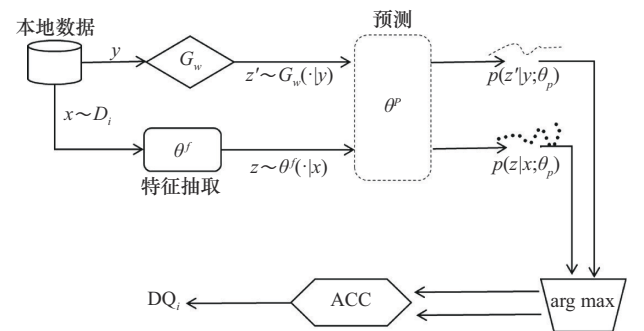 本地数据
预测
y
G_w
z'～G_w(·|y)
θ^P
p(z'|y;θ_p)
x～D_i
θ^f
特征抽取
z～θ^f(·|x)
p(z|x;θ_p)
DQ_i
ACC
arg max